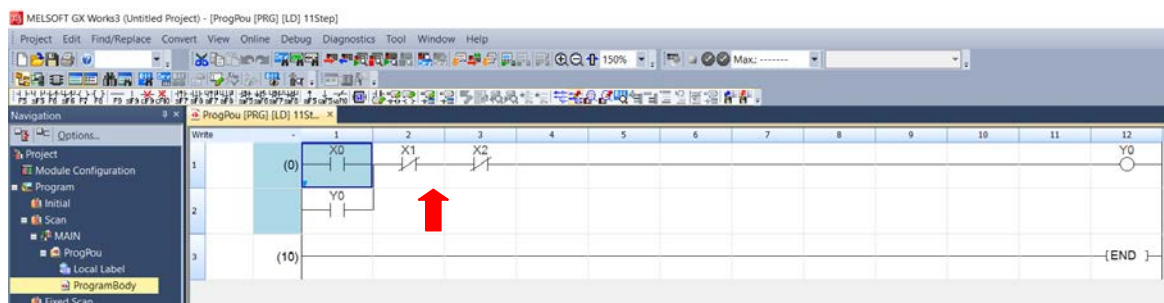 MELSOFT GX Works3 (Untitled Project) - [ProgPou [PRG] [LD] 11Step]
Project Edit Find/Replace Convert View Online Debug Diagnostics Tool Window Help
150% Max.: -------
Navigation ProgPou [PRG] [LD] 11St...
Options... Write 1 2 3 4 5 6 7 8 9 10 11 12
Project X0 X1 X2 Y0
Module Configuration 1 (0)
Program
Initial Y0
Scan 2
MAIN
ProgPou 3 (10) [END ]
Local Label
ProgramBody
Fixed Scan